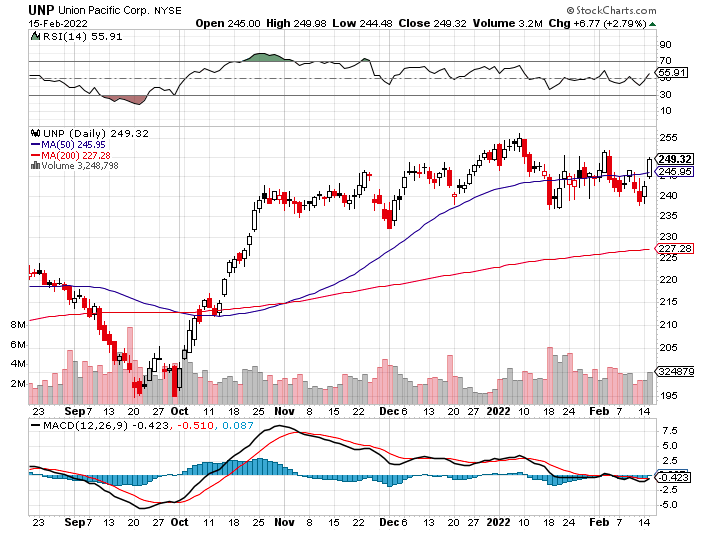 UNP Union Pacific Corp. NYSE © StockCharts.com
15-Feb-2022 Open 245.00 High 249.98 Low 244.48 Close 249.32 Volume 3.2M Chg +6.77 (+2.79%)
RSI(14) 55.91
90
70
55.91
50
30
10
UNP (Daily) 249.32
MA(50) 245.95
MA(200) 227.28
Volume 3,248,798
255
249.32
245.95
245
240
235
230
227.28
225
220
215
8M 210
6M 205
4M
324879
2M
195
23 Sep 7 13 20 27 Oct 11 18 25 Nov 8 15 22 Dec 6 13 20 27 2022 10 18 24 Feb 7 14
MACD(12,26,9) -0.423, -0.510, 0.087
7.5
5.0
2.5
-0.423
-2.5
-5.0
23 Sep 7 13 20 27 Oct 11 18 25 Nov 8 15 22 Dec 6 13 20 27 2022 10 18 24 Feb 7 14